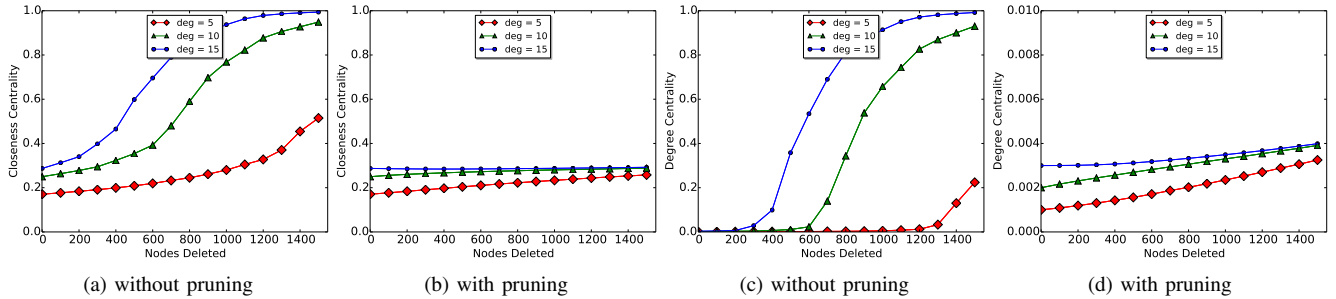 1.0
0.8
0.6
0.4
0.2
0.0
Closeness Centrality
deg = 5
deg = 10
deg = 15
0 200 400 600 800 1000 1200 1400
Nodes Deleted
(a) without pruning
1.0
0.8
0.6
0.4
0.2
0.0
Closeness Centrality
deg = 5
deg = 10
deg = 15
0 200 400 600 800 1000 1200 1400
Nodes Deleted
(b) with pruning
1.0
0.8
0.6
0.4
0.2
0.0
Degree Centrality
deg = 5
deg = 10
deg = 15
0 200 400 600 800 1000 1200 1400
Nodes Deleted
(c) without pruning
0.010
0.008
0.006
0.004
0.002
0.000
Degree Centrality
deg = 5
deg = 10
deg = 15
0 200 400 600 800 1000 1200 1400
Nodes Deleted
(d) with pruning